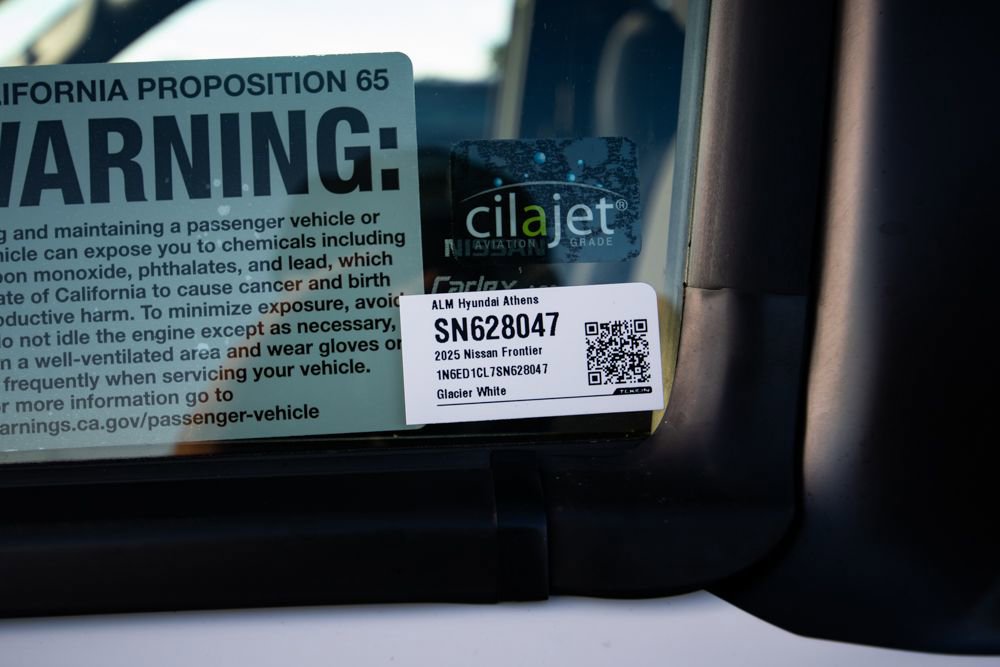 IFORNIA PROPOSITION 65
WARNING:
g and maintaining a passenger vehicle or
hicle can expose you to chemicals including
bon monoxide, phthalates, and lead, which
ate of California to cause cancer and birth
oductive harm. To minimize exposure, avoid
do not idle the engine except as necessary,
n a well-ventilated area and wear gloves or
frequently when servicing your vehicle.
or more information go to
arnings.ca.gov/passenger-vehicle
cilajet®
AVIATION GRADE
NISSAN
Carlex
ALM Hyundai Athens
SN628047
2025 Nissan Frontier
1N6ED1CL7SN628047
Glacier White
TEKION